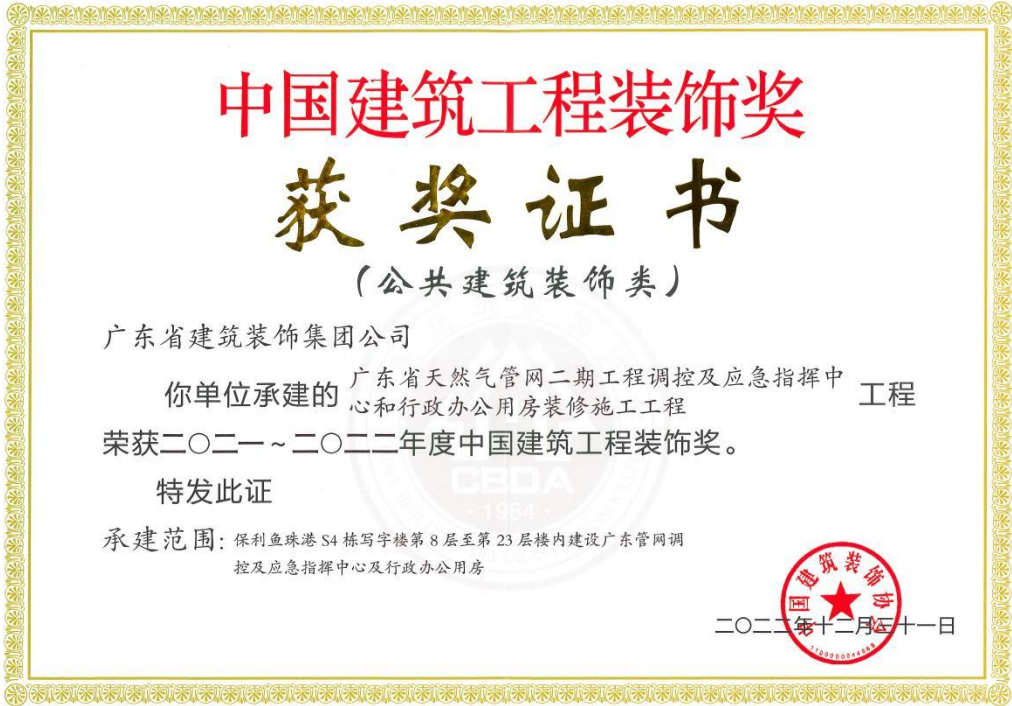 中国建筑工程装饰奖
获奖证书
(公共建筑装饰类)
广东省建筑装饰集团公司
你单位承建的 广东省天然气管网二期工程调控及应急指挥中心和行政办公用房装修施工工程 工程
荣获二〇二一~二〇二二年度中国建筑工程装饰奖。
特发此证
承建范围: 保利鱼珠港 S4 栋写字楼第 8 层至第 23 层楼内建设广东管网调
控及应急指挥中心及行政办公用房
中国建筑装饰协会
二〇二二年十二月三十一日
CBDA
·1984·